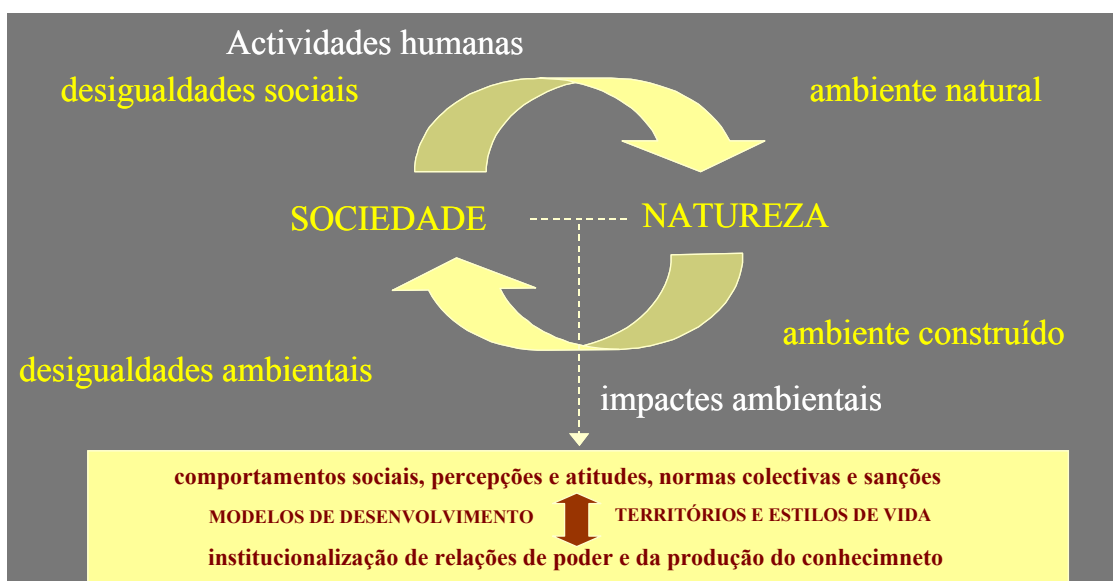 Actividades humanas
desigualdades sociais
ambiente natural
SOCIEDADE
NATUREZA
ambiente construído
desigualdades ambientais
impactes ambientais
comportamentos sociais, percepções e atitudes, normas colectivas e sanções
MODELOS DE DESENVOLVIMENTO
TERRITÓRIOS E ESTILOS DE VIDA
institucionalização de relações de poder e da produção do conhecimneto